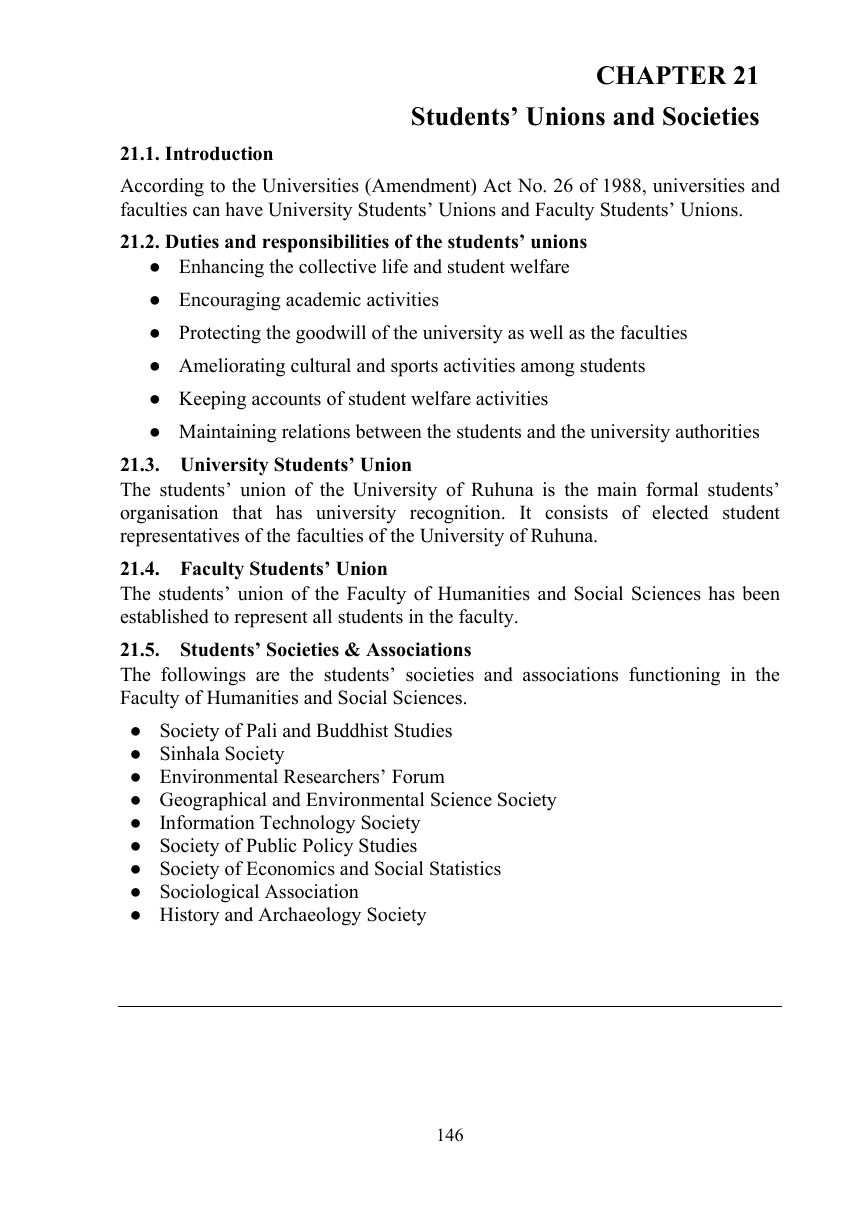 CHAPTER 21
Students’ Unions and Societies
21.1. Introduction
According to the Universities (Amendment) Act No. 26 of 1988, universities and
faculties can have University Students’ Unions and Faculty Students’ Unions.
21.2. Duties and responsibilities of the students’ unions
● Enhancing the collective life and student welfare
● Encouraging academic activities
● Protecting the goodwill of the university as well as the faculties
● Ameliorating cultural and sports activities among students
● Keeping accounts of student welfare activities
● Maintaining relations between the students and the university authorities
21.3. University Students’ Union
The students’ union of the University of Ruhuna is the main formal students’
organisation that has university recognition. It consists of elected student
representatives of the faculties of the University of Ruhuna.
21.4. Faculty Students’ Union
The students’ union of the Faculty of Humanities and Social Sciences has been
established to represent all students in the faculty.
21.5. Students’ Societies & Associations
The followings are the students’ societies and associations functioning in the
Faculty of Humanities and Social Sciences.
● Society of Pali and Buddhist Studies
● Sinhala Society
● Environmental Researchers’ Forum
● Geographical and Environmental Science Society
● Information Technology Society
● Society of Public Policy Studies
● Society of Economics and Social Statistics
● Sociological Association
● History and Archaeology Society
146